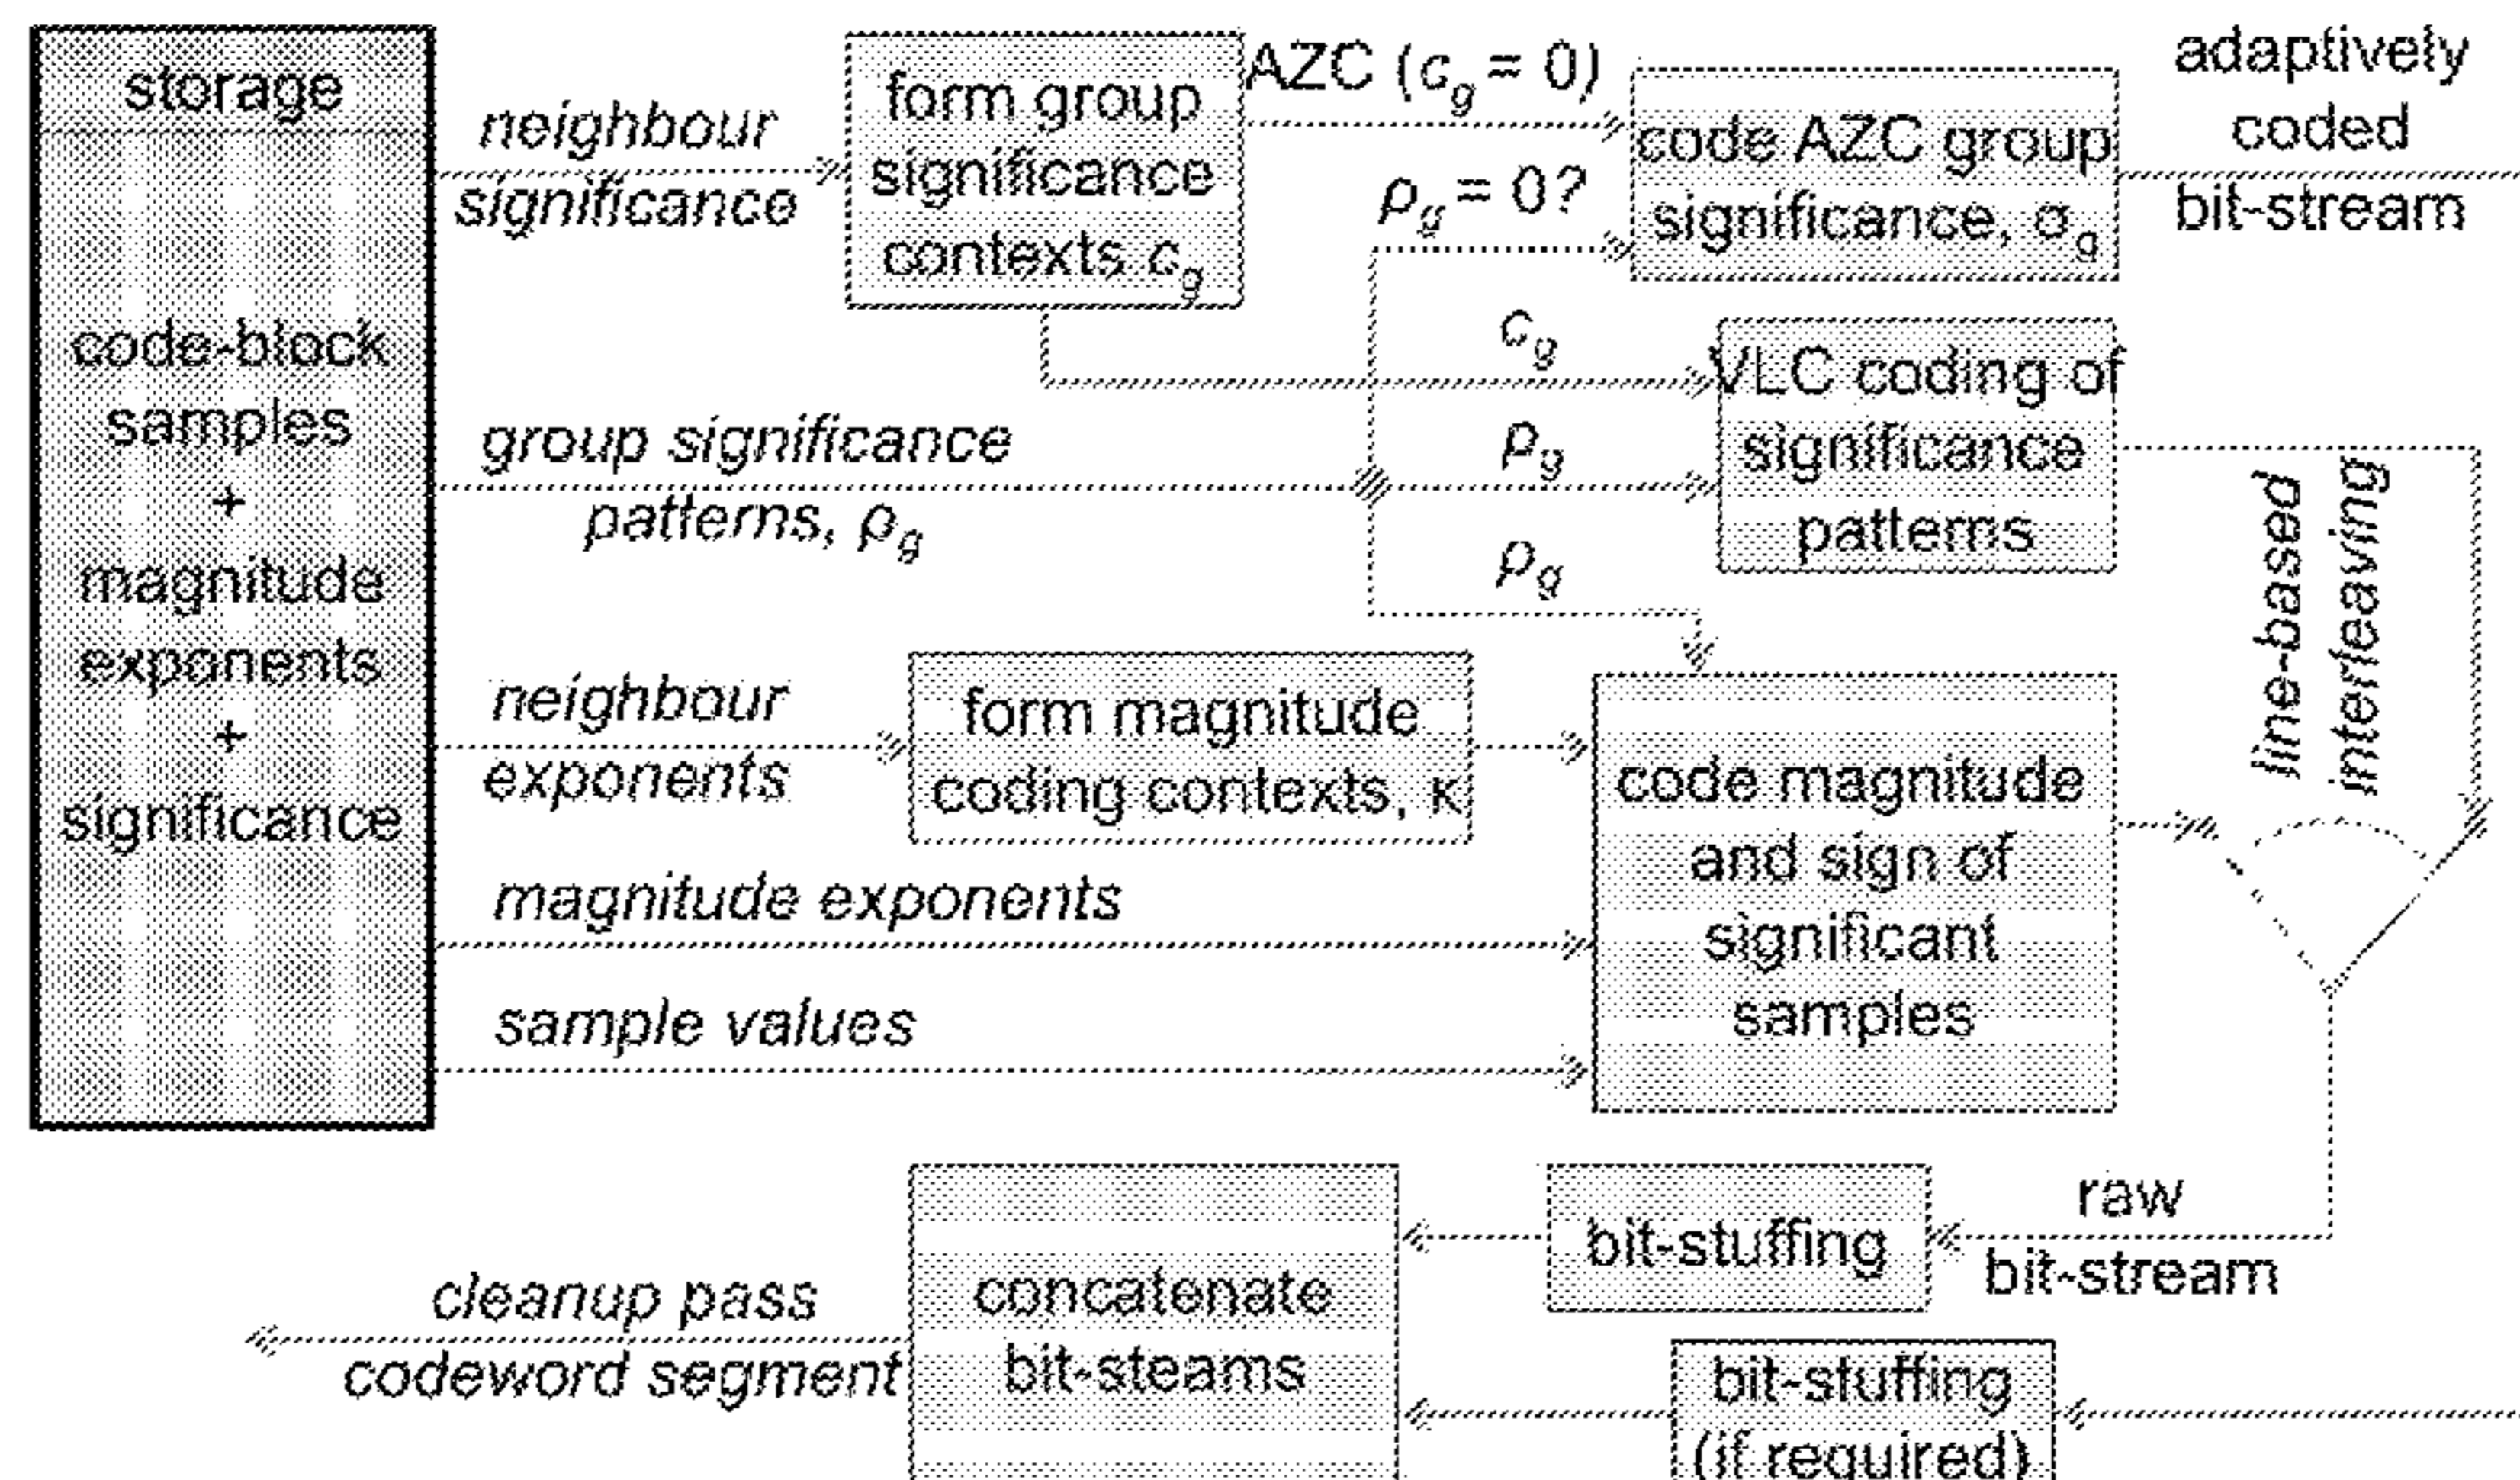 storage
code-block
samples
+
magnitude
exponents
+
significance
neighbour
significance
form group
significance
contexts c_g
AZC (c_g = 0)
ρ_g = 0?
code AZC group
significance, σ_g
adaptively
coded
bit-stream
c_g
group significance
patterns, ρ_g
ρ_g
ρ_g
VLC coding of
significance
patterns
line-based
interleaving
neighbour
exponents
form magnitude
coding contexts, κ
magnitude exponents
sample values
code magnitude
and sign of
significant
samples
raw
bit-stream
bit-stuffing
concatenate
bit-steams
cleanup pass
codeword segment
bit-stuffing
(if required)